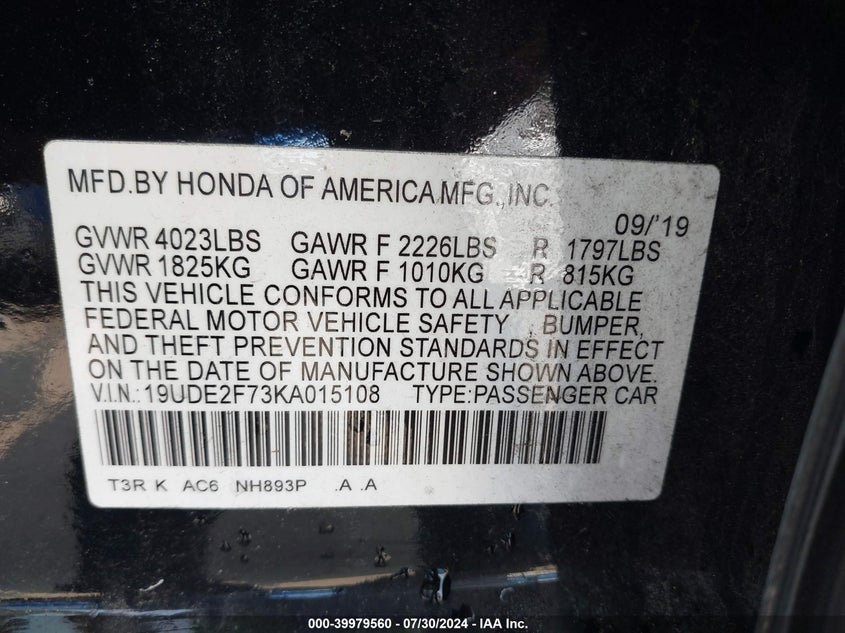 MFD.BY HONDA OF AMERICA MFG.,INC.
09/'19
GVWR 4023LBS GAWR F 2226LBS R 1797LBS
GVWR 1825KG GAWR F 1010KG R 815KG
THIS VEHICLE CONFORMS TO ALL APPLICABLE
FEDERAL MOTOR VEHICLE SAFETY , BUMPER,
AND THEFT PREVENTION STANDARDS IN EFFECT
ON THE DATE OF MANUFACTURE SHOWN ABOVE.
V.I.N.:19UDE2F73KA015108 TYPE:PASSENGER CAR
T3R K AC6 NH893P .A .A
000-39979560 - 07/30/2024 - IAA Inc.